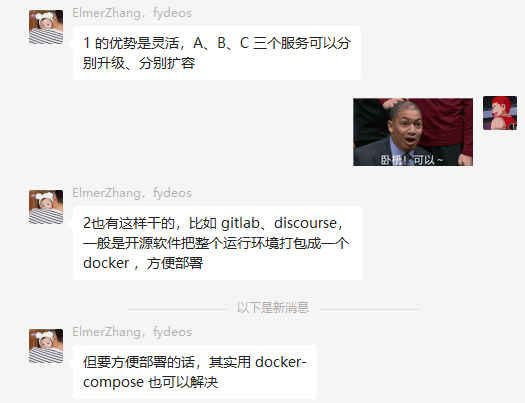 ElmerZhang，fydeos
1 的优势是灵活，A、B、C 三个服务可以分
别升级、分别扩容
卧槽！可以～
ElmerZhang，fydeos
2也有这样干的，比如 gitlab、discourse，
一般是开源软件把整个运行环境打包成一个
docker ，方便部署
以下是新消息
ElmerZhang，fydeos
但要方便部署的话，其实用 docker-
compose 也可以解决